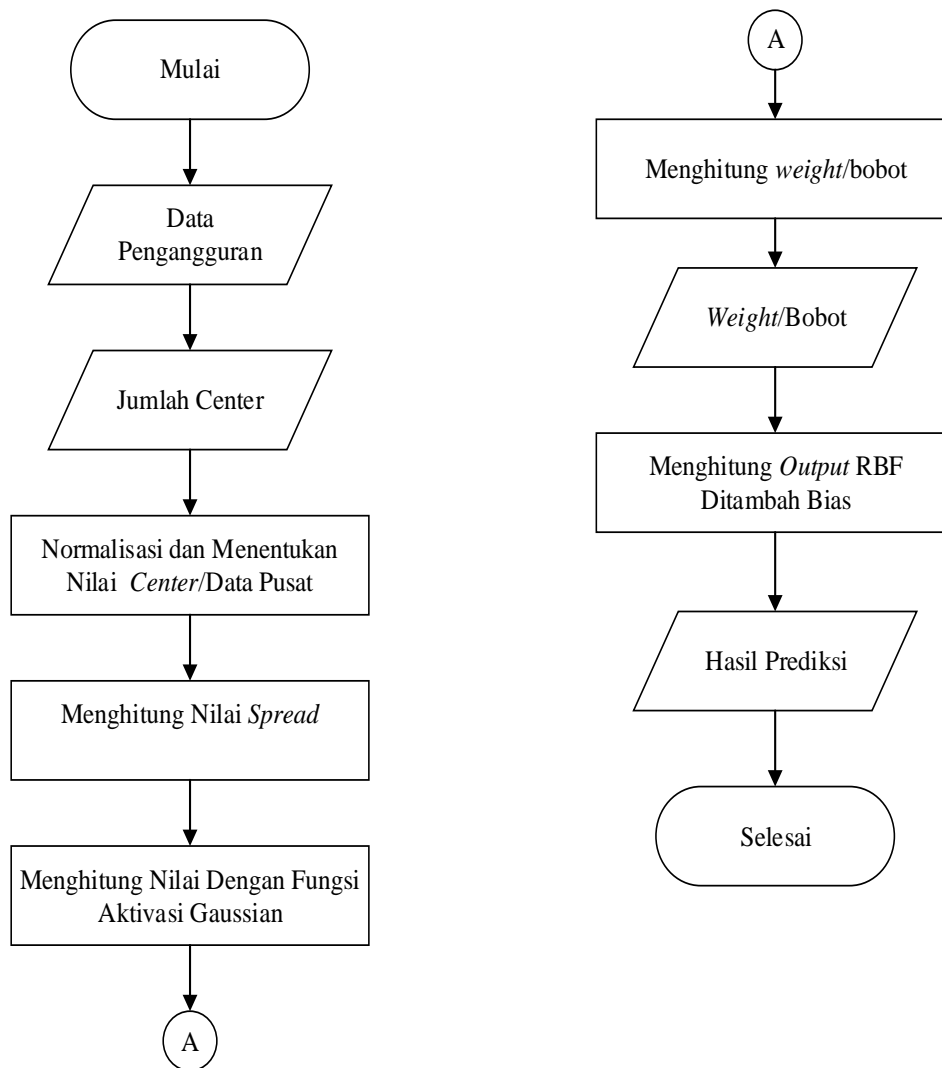 Mulai
Data
Pengangguran
Jumlah Center
Normalisasi dan Menentukan
Nilai Center/Data Pusat
Menghitung Nilai Spread
Menghitung Nilai Dengan Fungsi
Aktivasi Gaussian
A
A
Menghitung weight/bobot
Weight/Bobot
Menghitung Output RBF
Ditambah Bias
Hasil Prediksi
Selesai